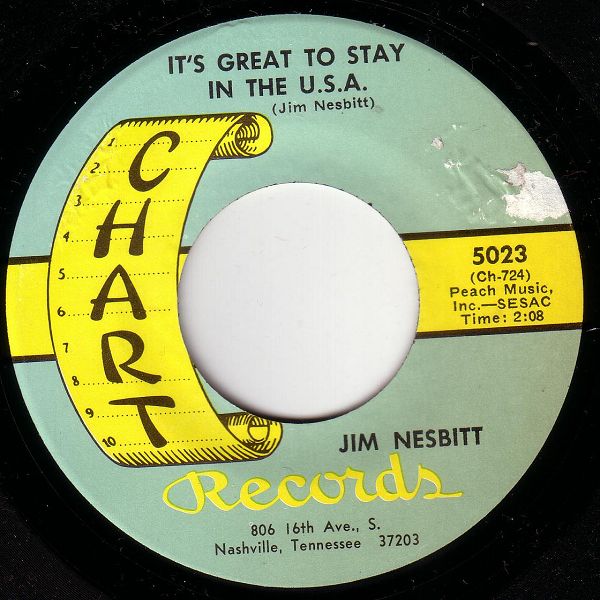 IT'S GREAT TO STAY
IN THE U.S.A.
(Jim Nesbitt)
1
2
3
4
5
6
7
8
9
10
CHART
5023
(Ch-724)
Peach Music,
Inc.—SESAC
Time: 2:08
JIM NESBITT
Records
806 16th Ave., S.
Nashville, Tennessee 37203